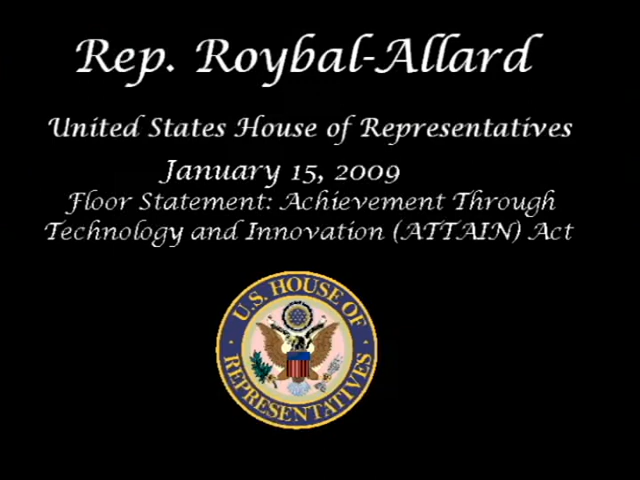 Rep. Roybal-Allard
United States House of Representatives
January 15, 2009
Floor Statement: Achievement Through
Technology and Innovation (ATTAIN) Act
U.S. HOUSE OF
REPRESENTATIVES